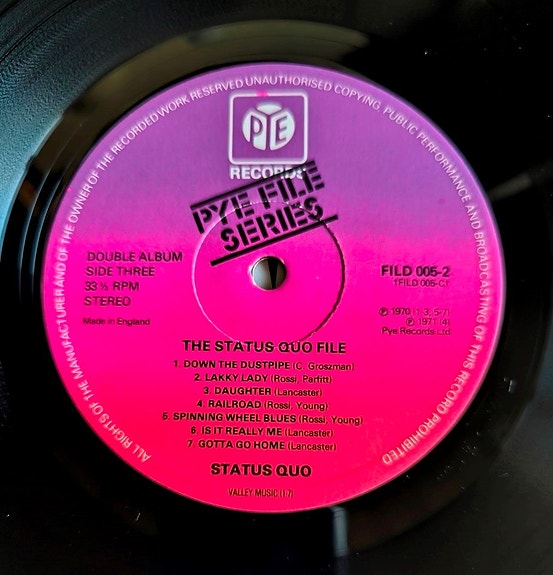 ALL RIGHTS OF THE MANUFACTURER AND OF THE OWNER OF THE RECORDED WORK RESERVED UNAUTHORISED COPYING PUBLIC PERFORMANCE AND BROADCASTING OF THIS RECORD PROHIBITED
PYE
RECORDS
PYE FILE
SERIES
DOUBLE ALBUM
SIDE THREE
33 ⅓ RPM
STEREO
Made in England
FILD 005-2
1FILD 005-C1
℗ 1970 (1-3, 5-7)
℗ 1971 (4)
Pye Records Ltd
THE STATUS QUO FILE
1. DOWN THE DUSTPIPE (C. Groszman)
2. LAKKY LADY (Rossi, Parfitt)
3. DAUGHTER (Lancaster)
4. RAILROAD (Rossi, Young)
5. SPINNING WHEEL BLUES (Rossi, Young)
6. IS IT REALLY ME (Lancaster)
7. GOTTA GO HOME (Lancaster)
STATUS QUO
VALLEY MUSIC (1-7)